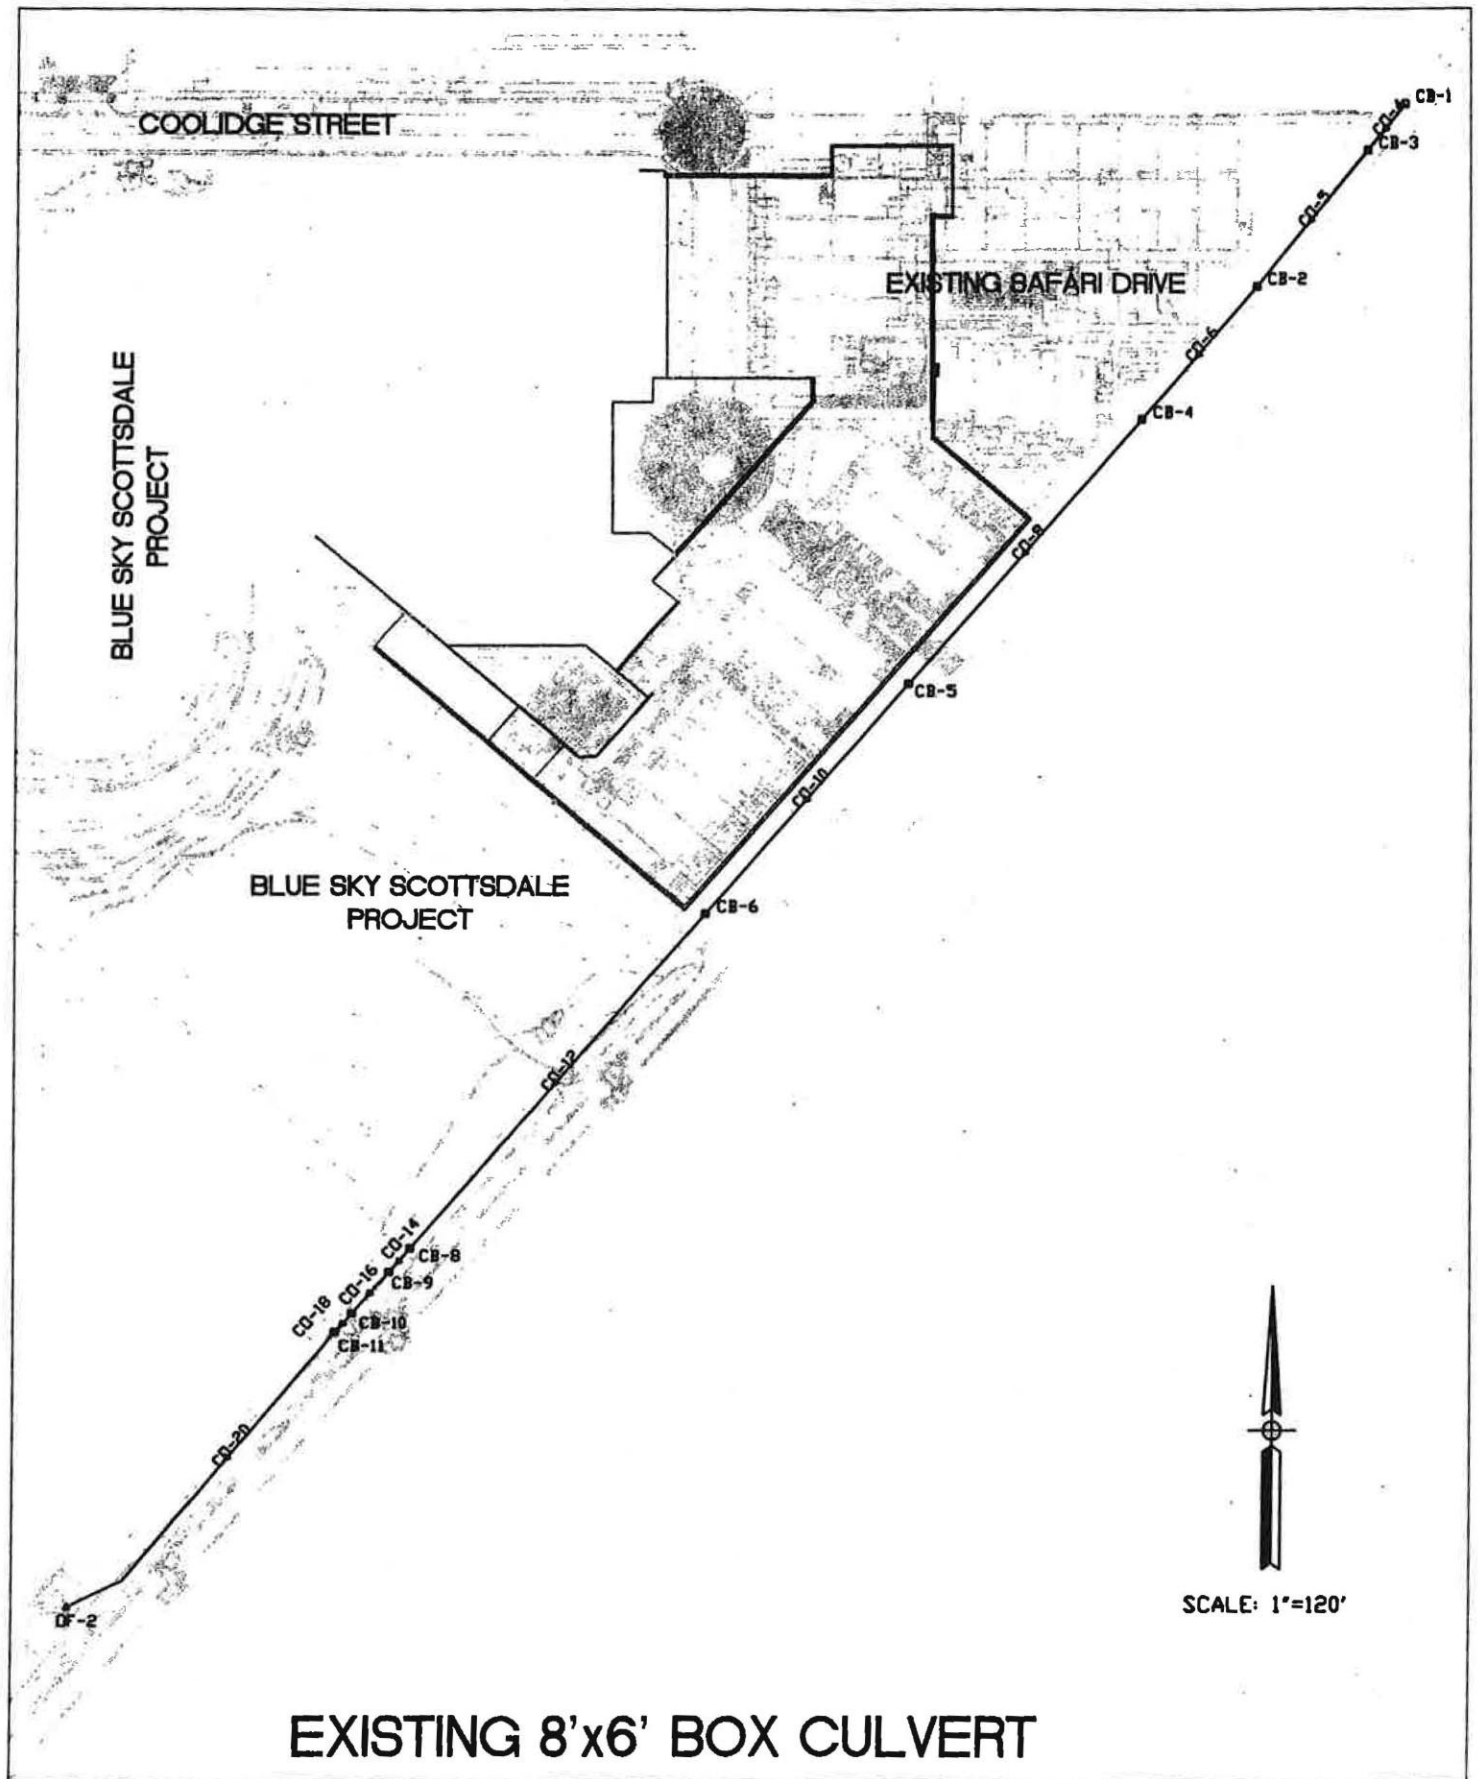 COOLIDGE STREET
CB-1
CO-4
CB-3
CO-5
EXISTING SAFARI DRIVE
CB-2
CO-6
CB-4
BLUE SKY SCOTTSDALE
PROJECT
CO-8
CB-5
CO-10
BLUE SKY SCOTTSDALE
PROJECT
CB-6
CO-12
CO-14
CB-8
CO-16
CB-9
CO-18
CB-10
CB-11
CO-20
OF-2
SCALE: 1"=120'
EXISTING 8'x6' BOX CULVERT